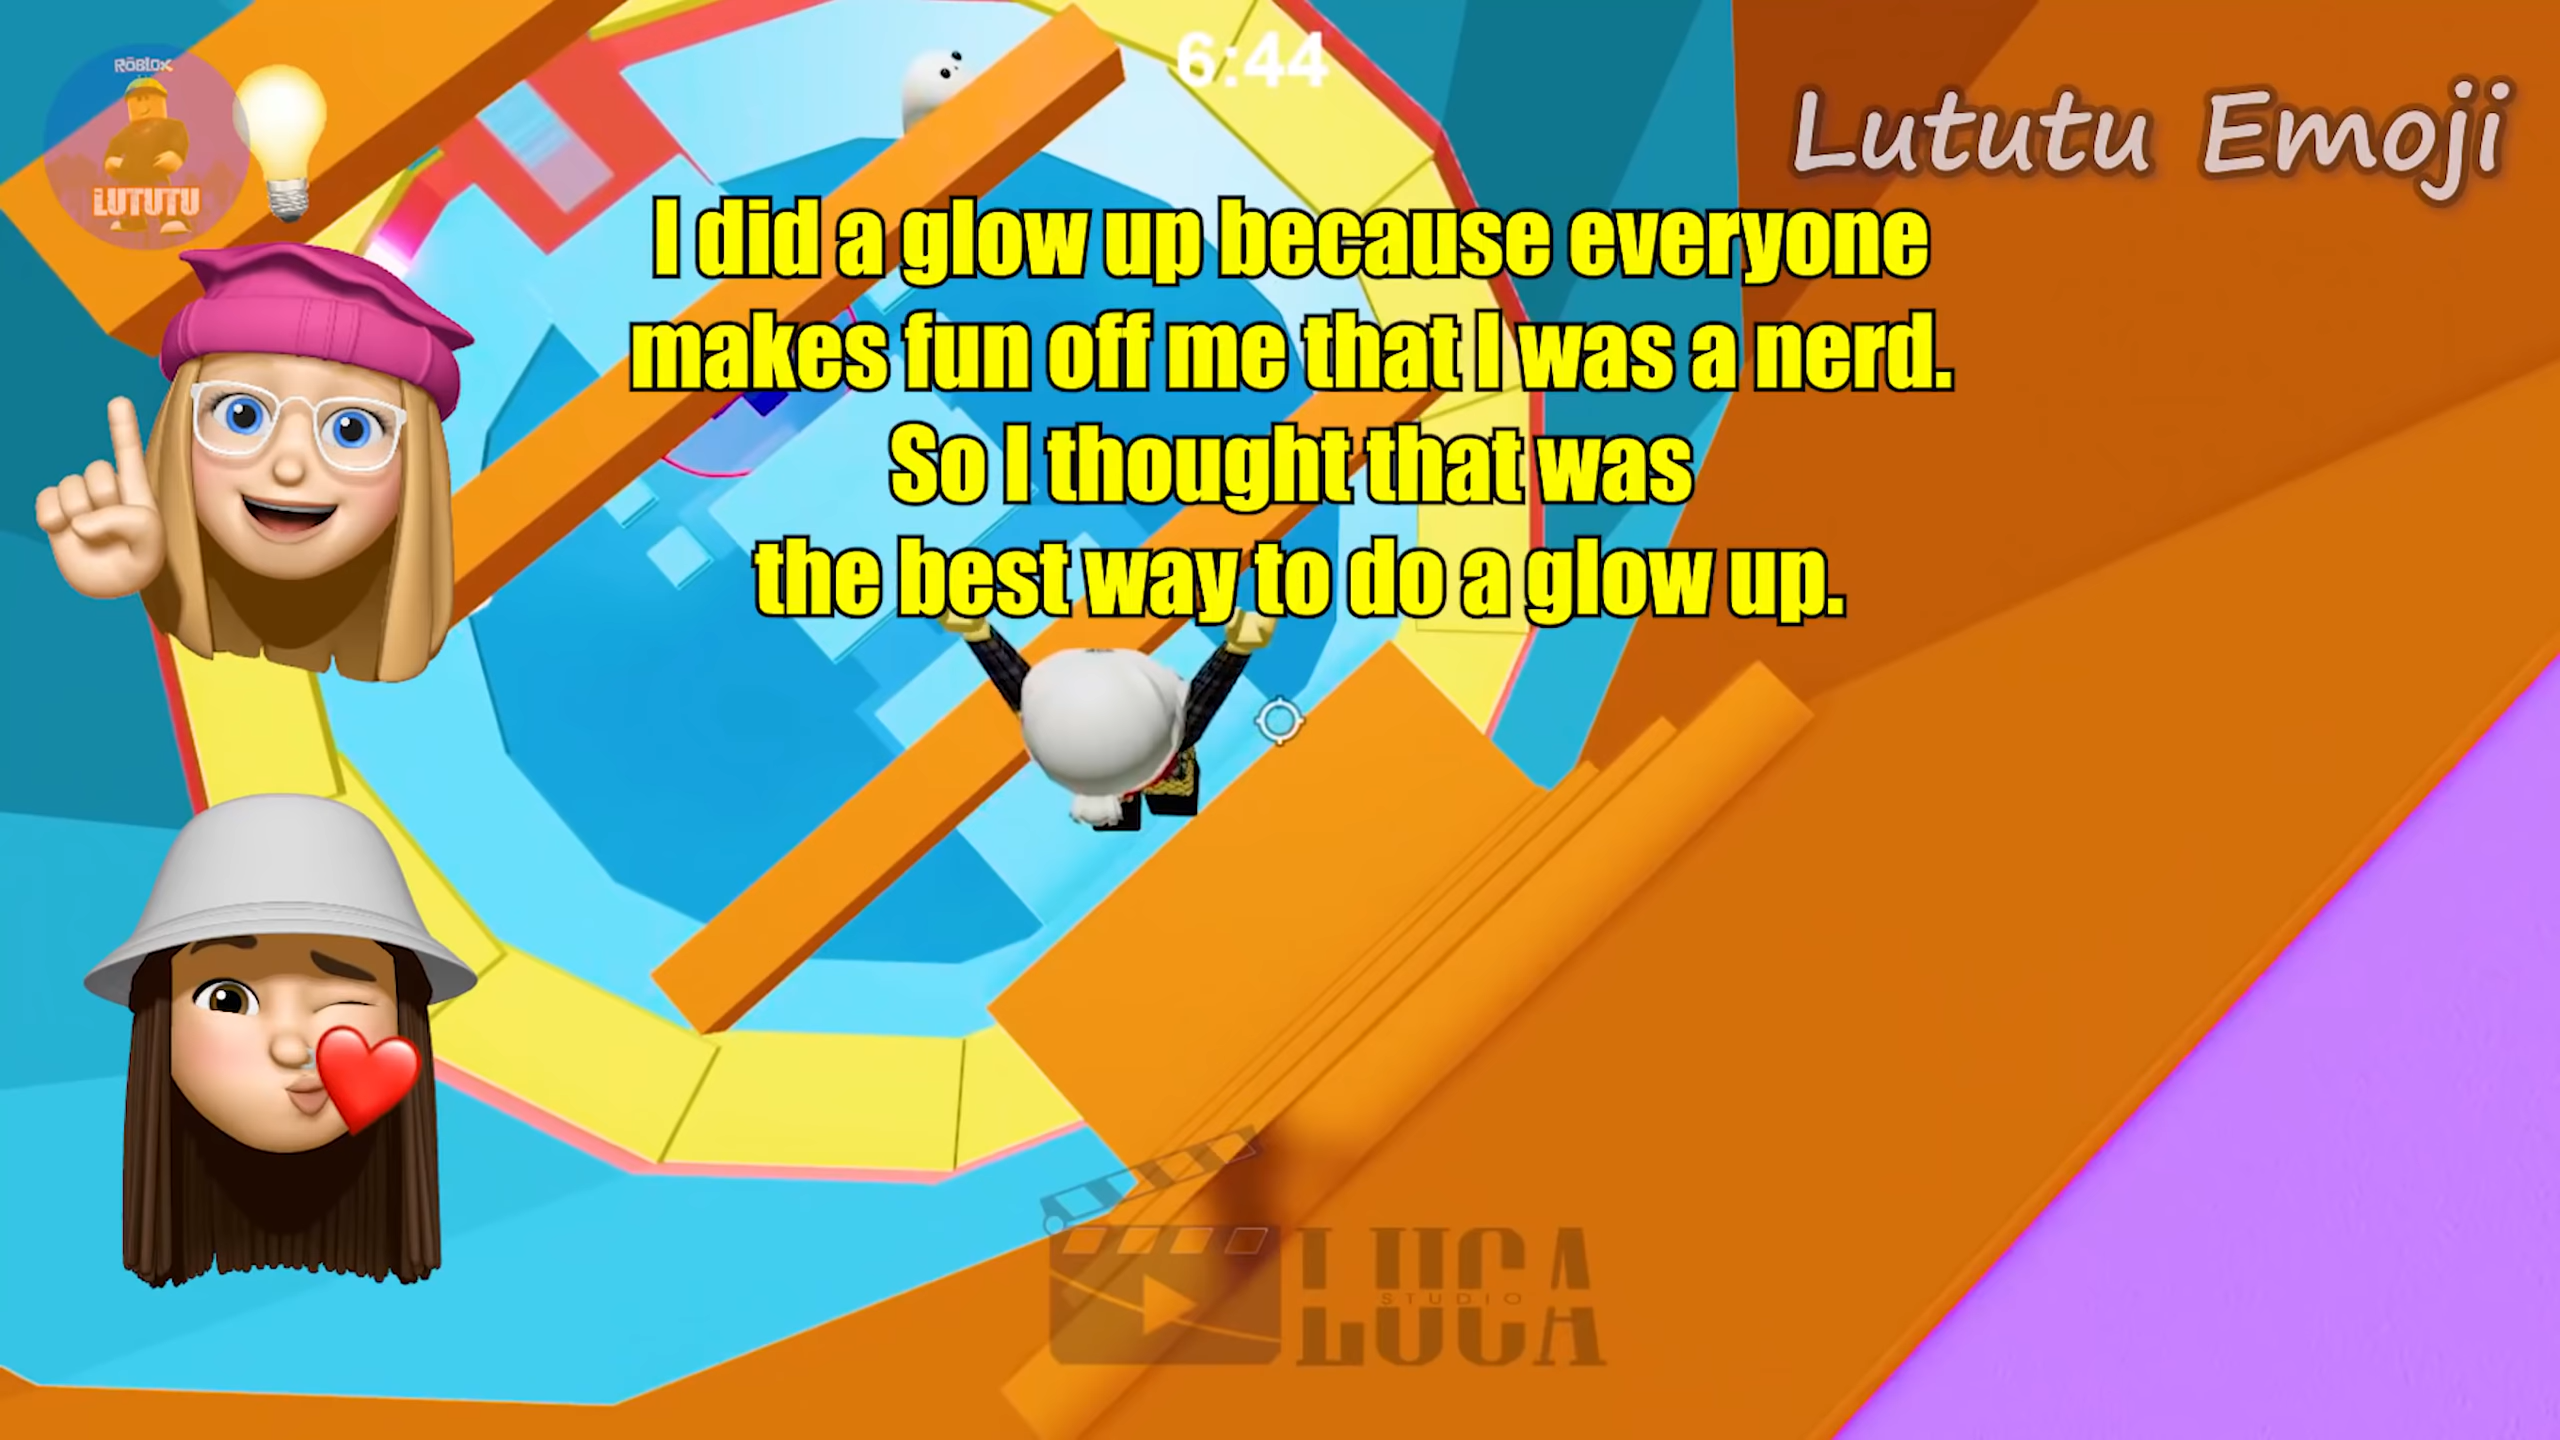 RŌBLOX
LUTUTU
6:44
Lututu Emoji
I did a glow up because everyone
makes fun off me that I was a nerd.
So I thought that was
the best way to do a glow up.
LUCA
STUDIO